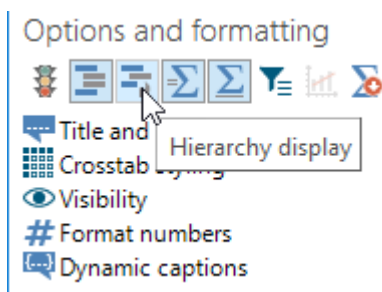 Options and formatting
Title and
Hierarchy display
Crosstab styling
Visibility
Format numbers
Dynamic captions